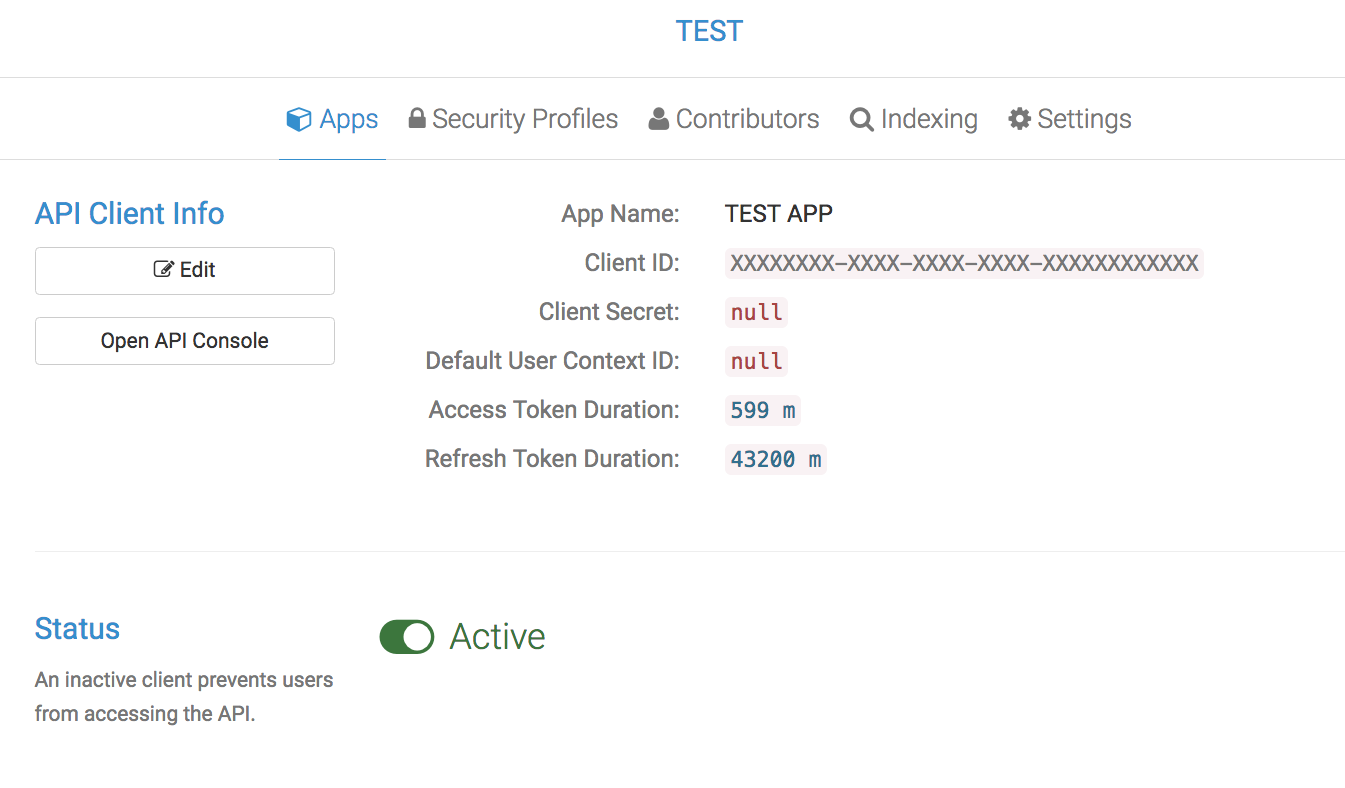 TEST
Apps Security Profiles Contributors Indexing Settings
API Client Info
Edit
Open API Console
App Name: TEST APP
Client ID: XXXXXXXX-XXXX-XXXX-XXXX-XXXXXXXXXXXX
Client Secret: null
Default User Context ID: null
Access Token Duration: 599 m
Refresh Token Duration: 43200 m
Status
Active
An inactive client prevents users
from accessing the API.